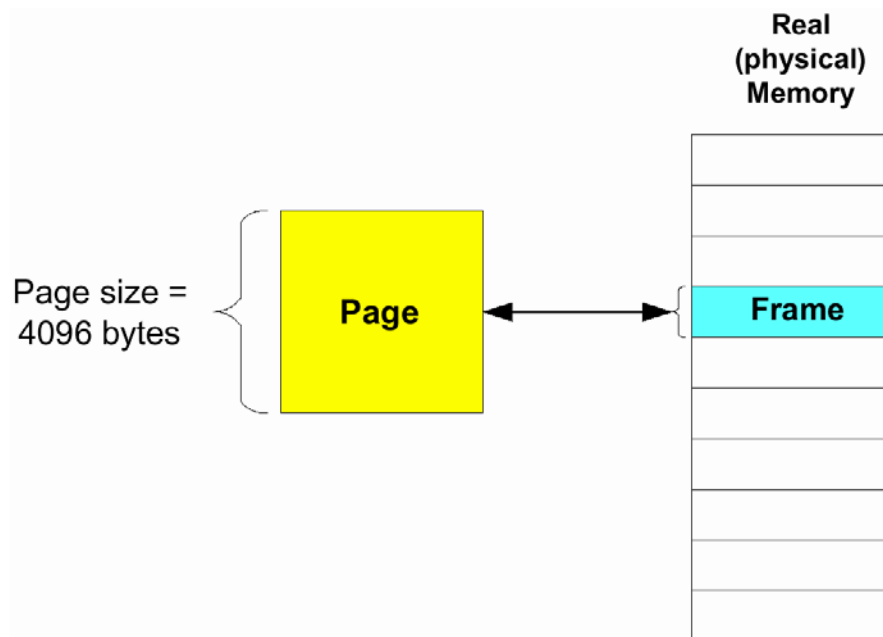 Real
(physical)
Memory
Page size =
4096 bytes
Page
Frame